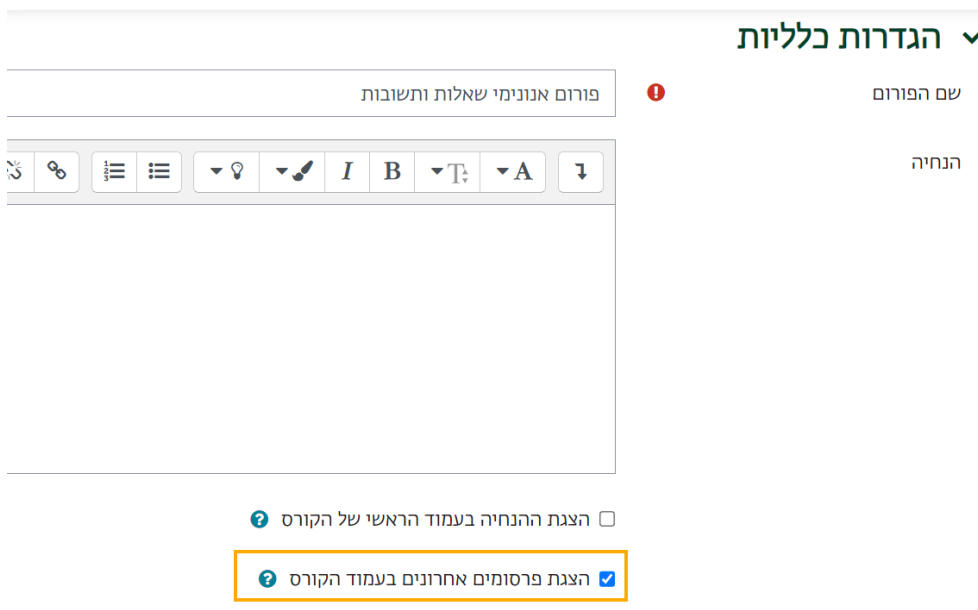 הגדרות כלליות
שם הפורום
פורום אנונימי שאלות ותשובות
הנחיה
הצגת ההנחיה בעמוד הראשי של הקורס
הצגת פרסומים אחרונים בעמוד הקורס